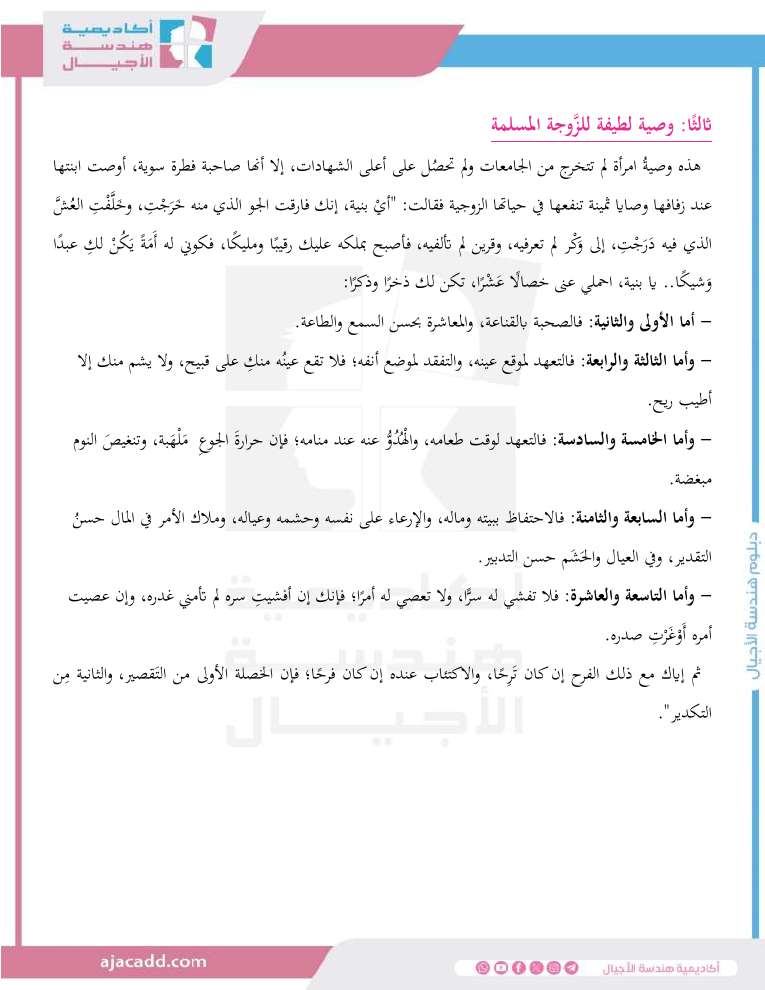 أكاديمية
هندسة
الأجيال
ثالثًا: وصية لطيفة للزَّوجة المسلمة
هذه وصيةُ امرأة لم تتخرج من الجامعات ولم تحصُل على أعلى الشهادات، إلا أنها صاحبة فطرة سوية، أوصت ابنتها
عند زفافها وصايا ثمينة تنفعها في حياتها الزوجية فقالت: "أيْ بنية، إنك فارقت الجو الذي منه خَرَجْتِ، وخلَّفْتِ العُشَّ
الذي فيه دَرَجْتِ، إلى وَكْر لم تعرفيه، وقرين لم تألفيه، فأصبح بملكه عليك رقيبًا ومليكًا، فكوني له أَمَةً يَكُنْ لكِ عبدًا
وَشيكًا.. يا بنية، احملي عنى خصالًا عَشْرًا، تكن لك ذخرًا وذكرًا:
– أما الأولى والثانية: فالصحبة بالقناعة، والمعاشرة بحسن السمع والطاعة.
– وأما الثالثة والرابعة: فالتعهد لموقع عينه، والتفقد لموضع أنفه؛ فلا تقع عينُه منكِ على قبيح، ولا يشم منك إلا
أطيب ريح.
– وأما الخامسة والسادسة: فالتعهد لوقت طعامه، والهُدُوُّ عنه عند منامه؛ فإن حرارةَ الجوعِ مَلْهَبة، وتنغيصَ النوم
مبغضة.
– وأما السابعة والثامنة: فالاحتفاظ ببيته وماله، والإرعاء على نفسه وحشمه وعياله، وملاك الأمر في المال حسنُ
التقدير، وفي العيال والحَشَم حسن التدبير.
– وأما التاسعة والعاشرة: فلا تفشي له سرًّا، ولا تعصي له أمرًا؛ فإنك إن أفشيتِ سره لم تأمني غدره، وإن عصيت
أمره أَوْغَرْتِ صدره.
ثم إياك مع ذلك الفرح إن كان تَرِحًا، والاكتئاب عنده إن كان فرحًا؛ فإن الخصلة الأولى من التَقصير، والثانية مِن
التكدير".
أكاديمية
هندسة
الأجيال
دبلوم هندسة الأجيال
ajacadd.com
أكاديمية هندسة الأجيال